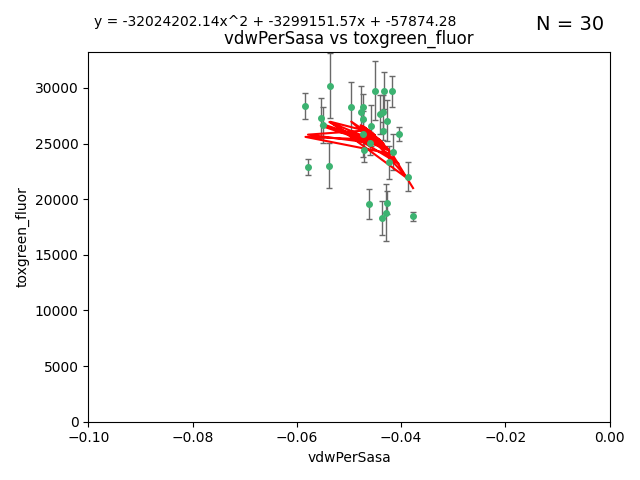 y = -32024202.14x^2 + -3299151.57x + -57874.28
N = 30
vdwPerSasa vs toxgreen_fluor
30000
25000
20000
15000
10000
5000
0
toxgreen_fluor
−0.10
−0.08
−0.06
−0.04
−0.02
0.00
vdwPerSasa